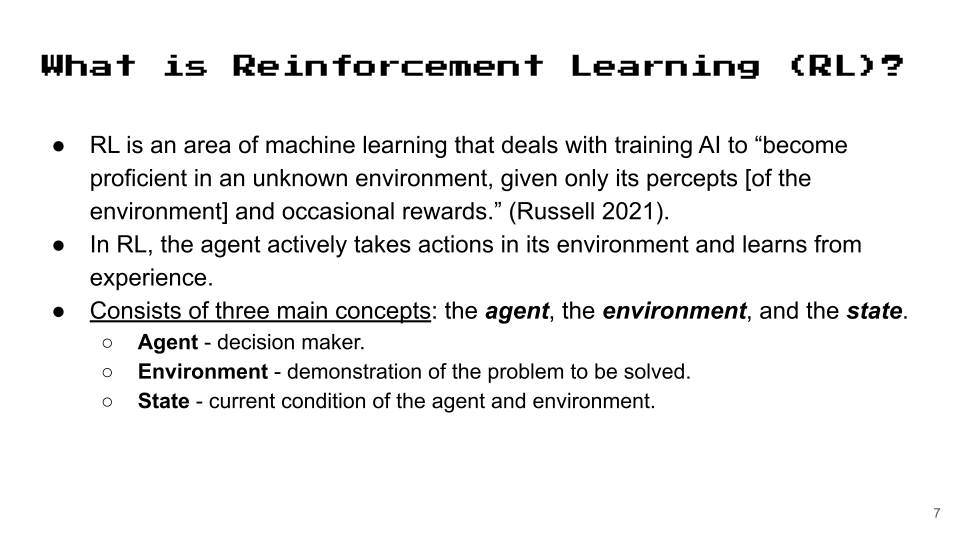 What is Reinforcement Learning (RL)?
● RL is an area of machine learning that deals with training AI to “become
proficient in an unknown environment, given only its percepts [of the
environment] and occasional rewards.” (Russell 2021).
● In RL, the agent actively takes actions in its environment and learns from
experience.
● Consists of three main concepts: the agent, the environment, and the state.
○ Agent - decision maker.
○ Environment - demonstration of the problem to be solved.
○ State - current condition of the agent and environment.
7